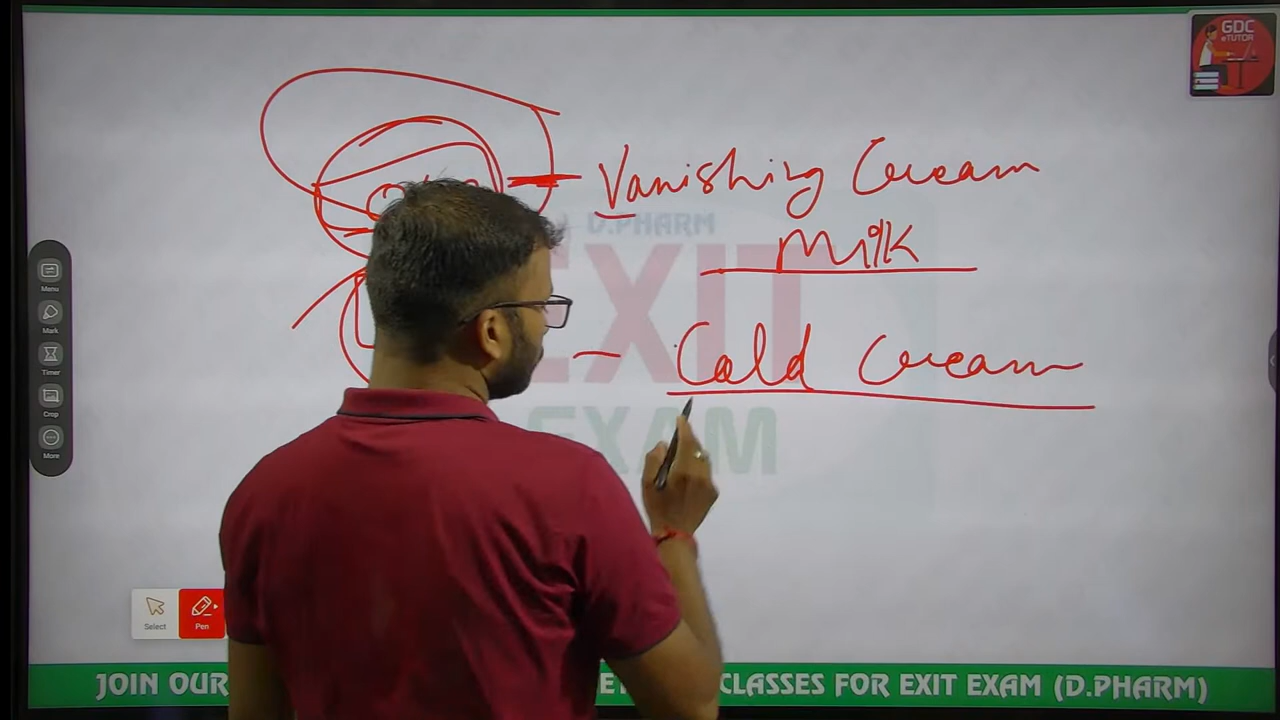 GDC
eTUTOR
Vanishing Cream
D.PHARM
Milk
EXIT
Cold Cream
EXAM
Menu
Mark
Timer
Crop
More
Select
Pen
JOIN OUR CLASSES FOR EXIT EXAM (D.PHARM)